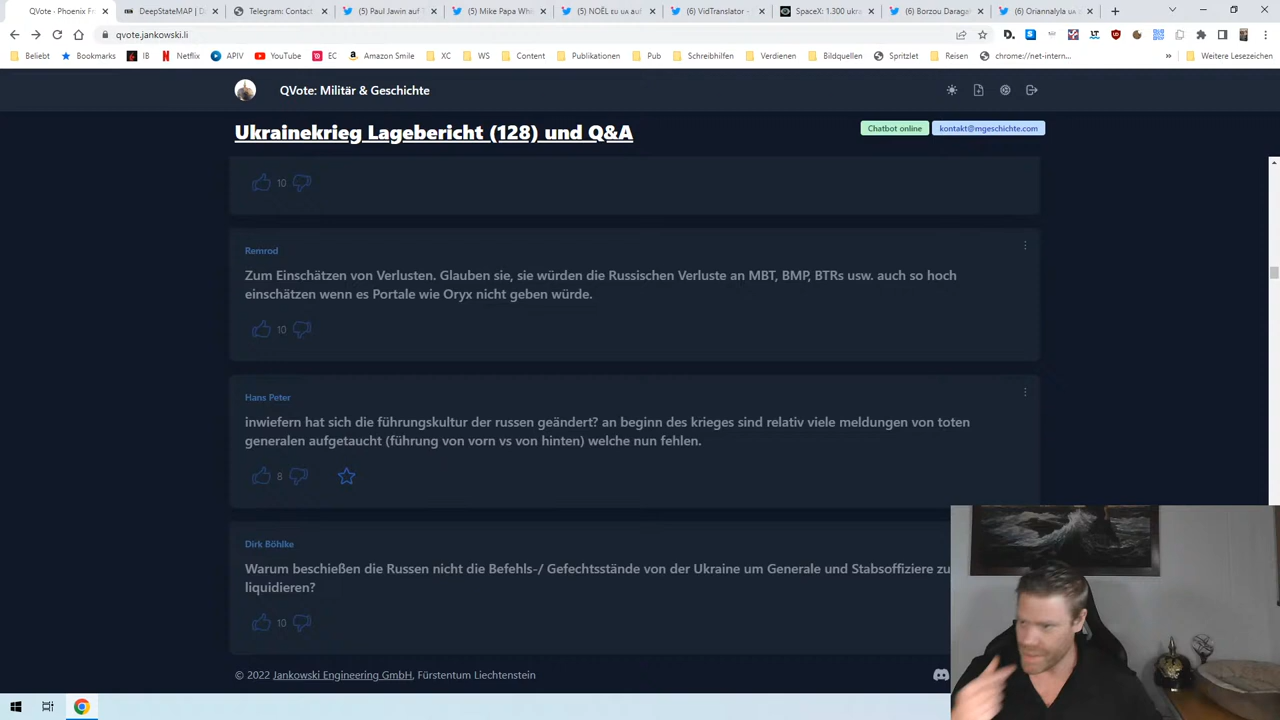 QVote · Phoenix Fr
DeepStateMAP | D
Telegram: Contact
(5) Paul Jawin auf T
(5) Mike Papa Whi
(5) NOËL EU UA auf
(6) VidTranslator -
SpaceX: 1.300 ukra
(6) Borzou Daragah
(6) Oriannalyla
qvote.jankowski.li
Beliebt
Bookmarks
IB
Netflix
APIV
YouTube
EC
Amazon Smile
XC
WS
Content
Publikationen
Pub
Schreibhilfen
Verdienen
Bildquellen
Spritzlet
Reisen
chrome://net-intern...
Weitere Lesezeichen
QVote: Militär & Geschichte
Ukrainekrieg Lagebericht (128) und Q&A
Chatbot online
kontakt@mgeschichte.com
10
Remrod
Zum Einschätzen von Verlusten. Glauben sie, sie würden die Russischen Verluste an MBT, BMP, BTRs usw. auch so hoch
einschätzen wenn es Portale wie Oryx nicht geben würde.
10
Hans Peter
inwiefern hat sich die führungskultur der russen geändert? an beginn des krieges sind relativ viele meldungen von toten
generalen aufgetaucht (führung von vorn vs von hinten) welche nun fehlen.
8
Dirk Böhlke
Warum beschießen die Russen nicht die Befehls-/ Gefechtsstände von der Ukraine um Generale und Stabsoffiziere zu
liquidieren?
10
© 2022 Jankowski Engineering GmbH, Fürstentum Liechtenstein